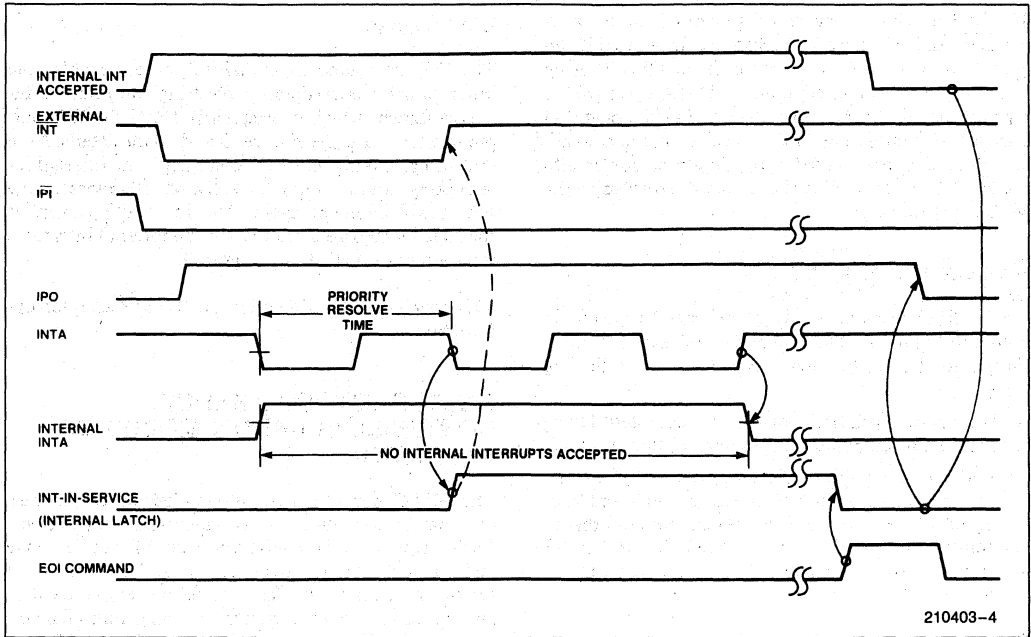 INTERNAL INT
ACCEPTED
EXTERNAL
INT
IPI
IPO
PRIORITY
RESOLVE
TIME
INTA
INTERNAL
INTA
NO INTERNAL INTERRUPTS ACCEPTED
INT-IN-SERVICE
(INTERNAL LATCH)
EOI COMMAND
210403-4